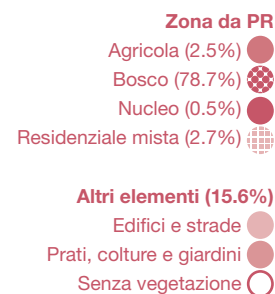 Zona da PR
Agricola (2.5%)
Bosco (78.7%)
Nucleo (0.5%)
Residenziale mista (2.7%)
Altri elementi (15.6%)
Edifici e strade
Prati, colture e giardini
Senza vegetazione